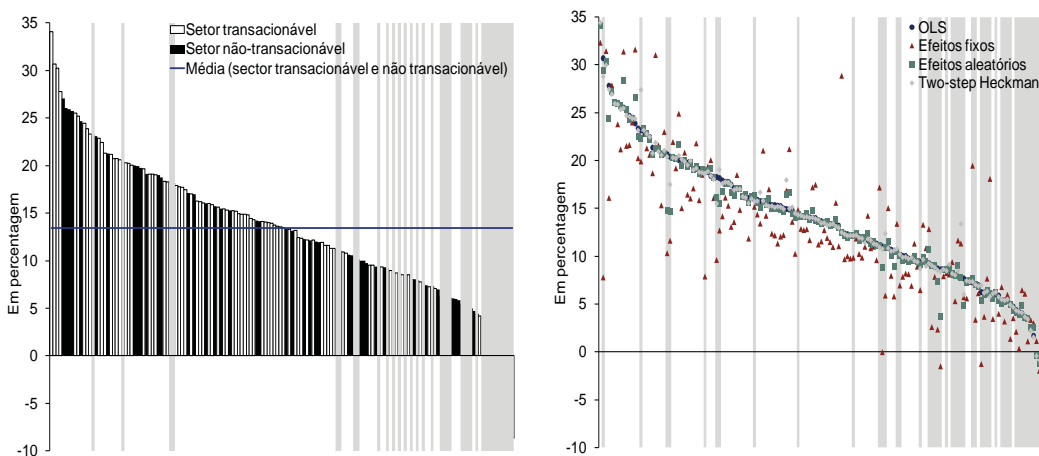 35
30
25
20
15
10
5
0
-5
-10
Em percentagem
Setor transacionável
Setor não-transacionável
Média (sector transacionável e não transacionável)
35
30
25
20
15
10
5
0
-5
-10
Em percentagem
OLS
Efeitos fixos
Efeitos aleatórios
Two-step Heckman